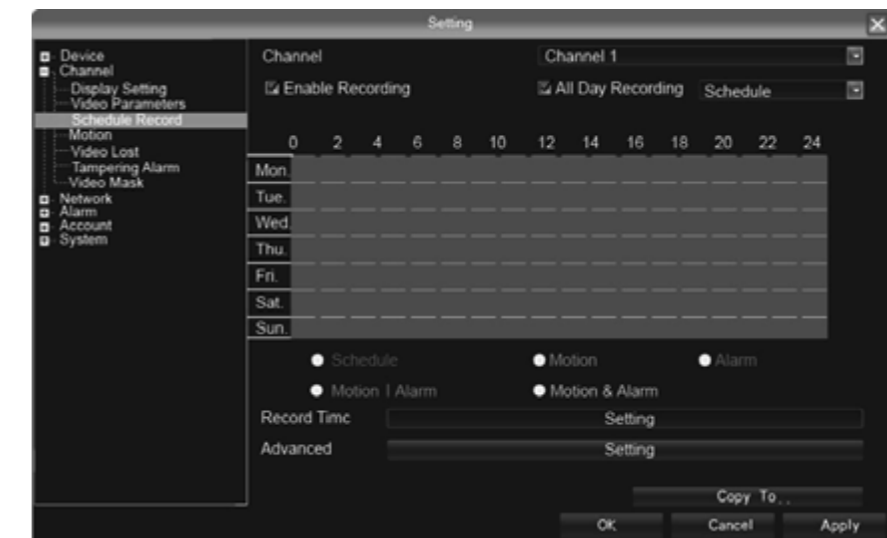 Setting
Device
Channel
Display Setting
Video Parameters
Schedule Record
Motion
Video Lost
Tampering Alarm
Video Mask
Network
Alarm
Account
System
Channel Channel 1
Enable Recording All Day Recording Schedule
0 2 4 6 8 10 12 14 16 18 20 22 24
Mon.
Tue.
Wed.
Thu.
Fri.
Sat.
Sun.
Schedule Motion Alarm
Motion | Alarm Motion & Alarm
Record Time Setting
Advanced Setting
Copy To..
OK Cancel Apply